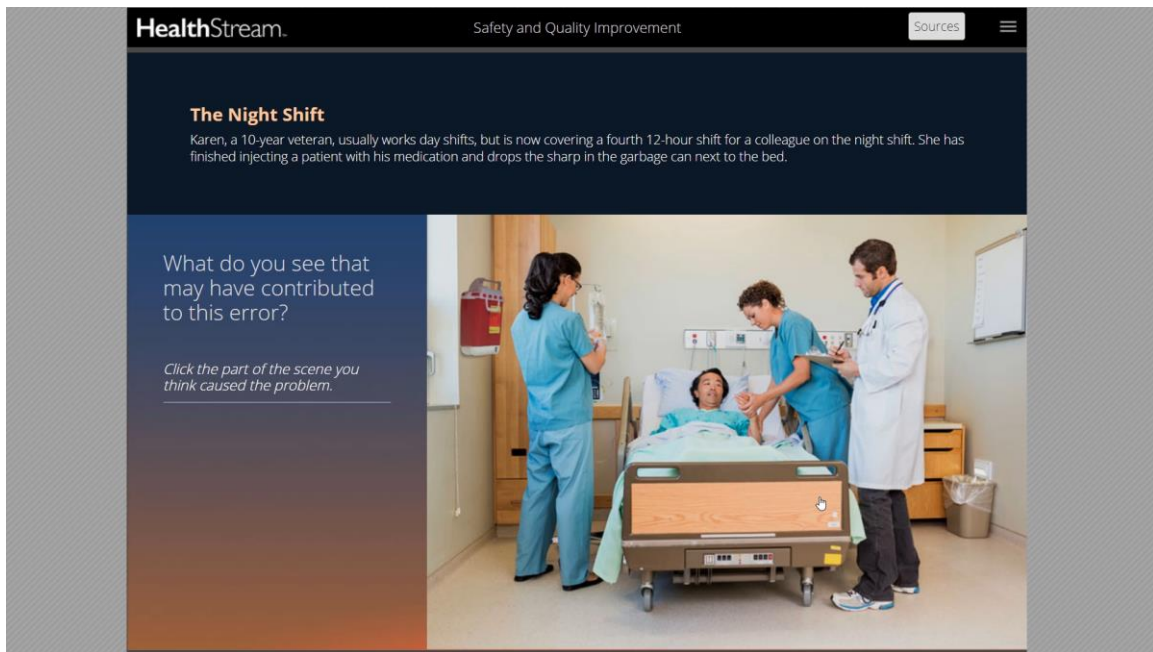 HealthStream.
Safety and Quality Improvement
Sources
The Night Shift
Karen, a 10-year veteran, usually works day shifts, but is now covering a fourth 12-hour shift for a colleague on the night shift. She has
finished injecting a patient with his medication and drops the sharp in the garbage can next to the bed.
What do you see that
may have contributed
to this error?
Click the part of the scene you
think caused the problem.